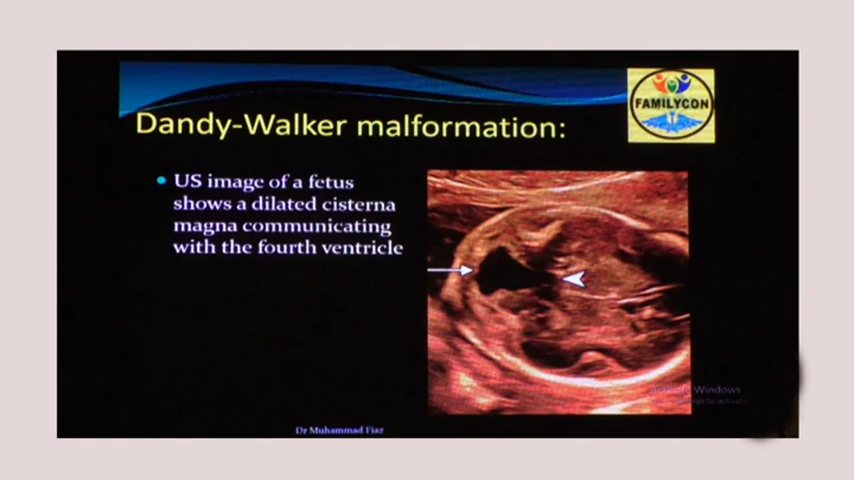 FAMILYCON
Dandy-Walker malformation:
US image of a fetus
shows a dilated cisterna
magna communicating
with the fourth ventricle
Windows
Dr Muhammad Fiaz